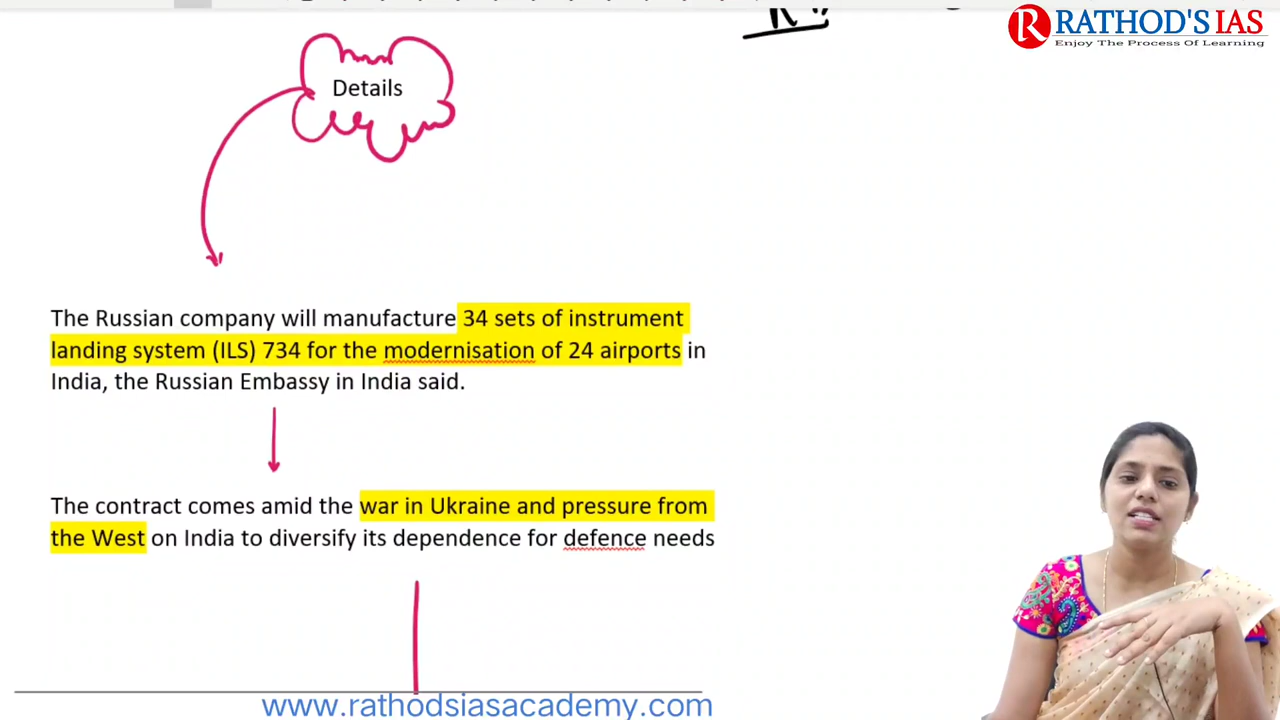 RATHOD'S IAS
Enjoy The Process Of Learning
Details
The Russian company will manufacture 34 sets of instrument
landing system (ILS) 734 for the modernisation of 24 airports in
India, the Russian Embassy in India said.
The contract comes amid the war in Ukraine and pressure from
the West on India to diversify its dependence for defence needs
www.rathodsiasacademy.com